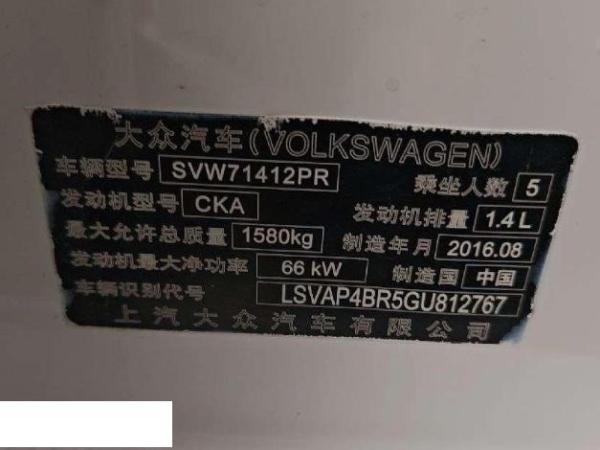 大众汽车(VOLKSWAGEN)
车辆型号 SVW71412PR 乘坐人数 5
发动机型号 CKA 发动机排量 1.4L
最大允许总质量 1580kg 制造年月 2016.08
发动机最大净功率 66 kW 制造国 中国
车辆识别代号 LSVAP4BR5GU812767
上汽大众汽车有限公司